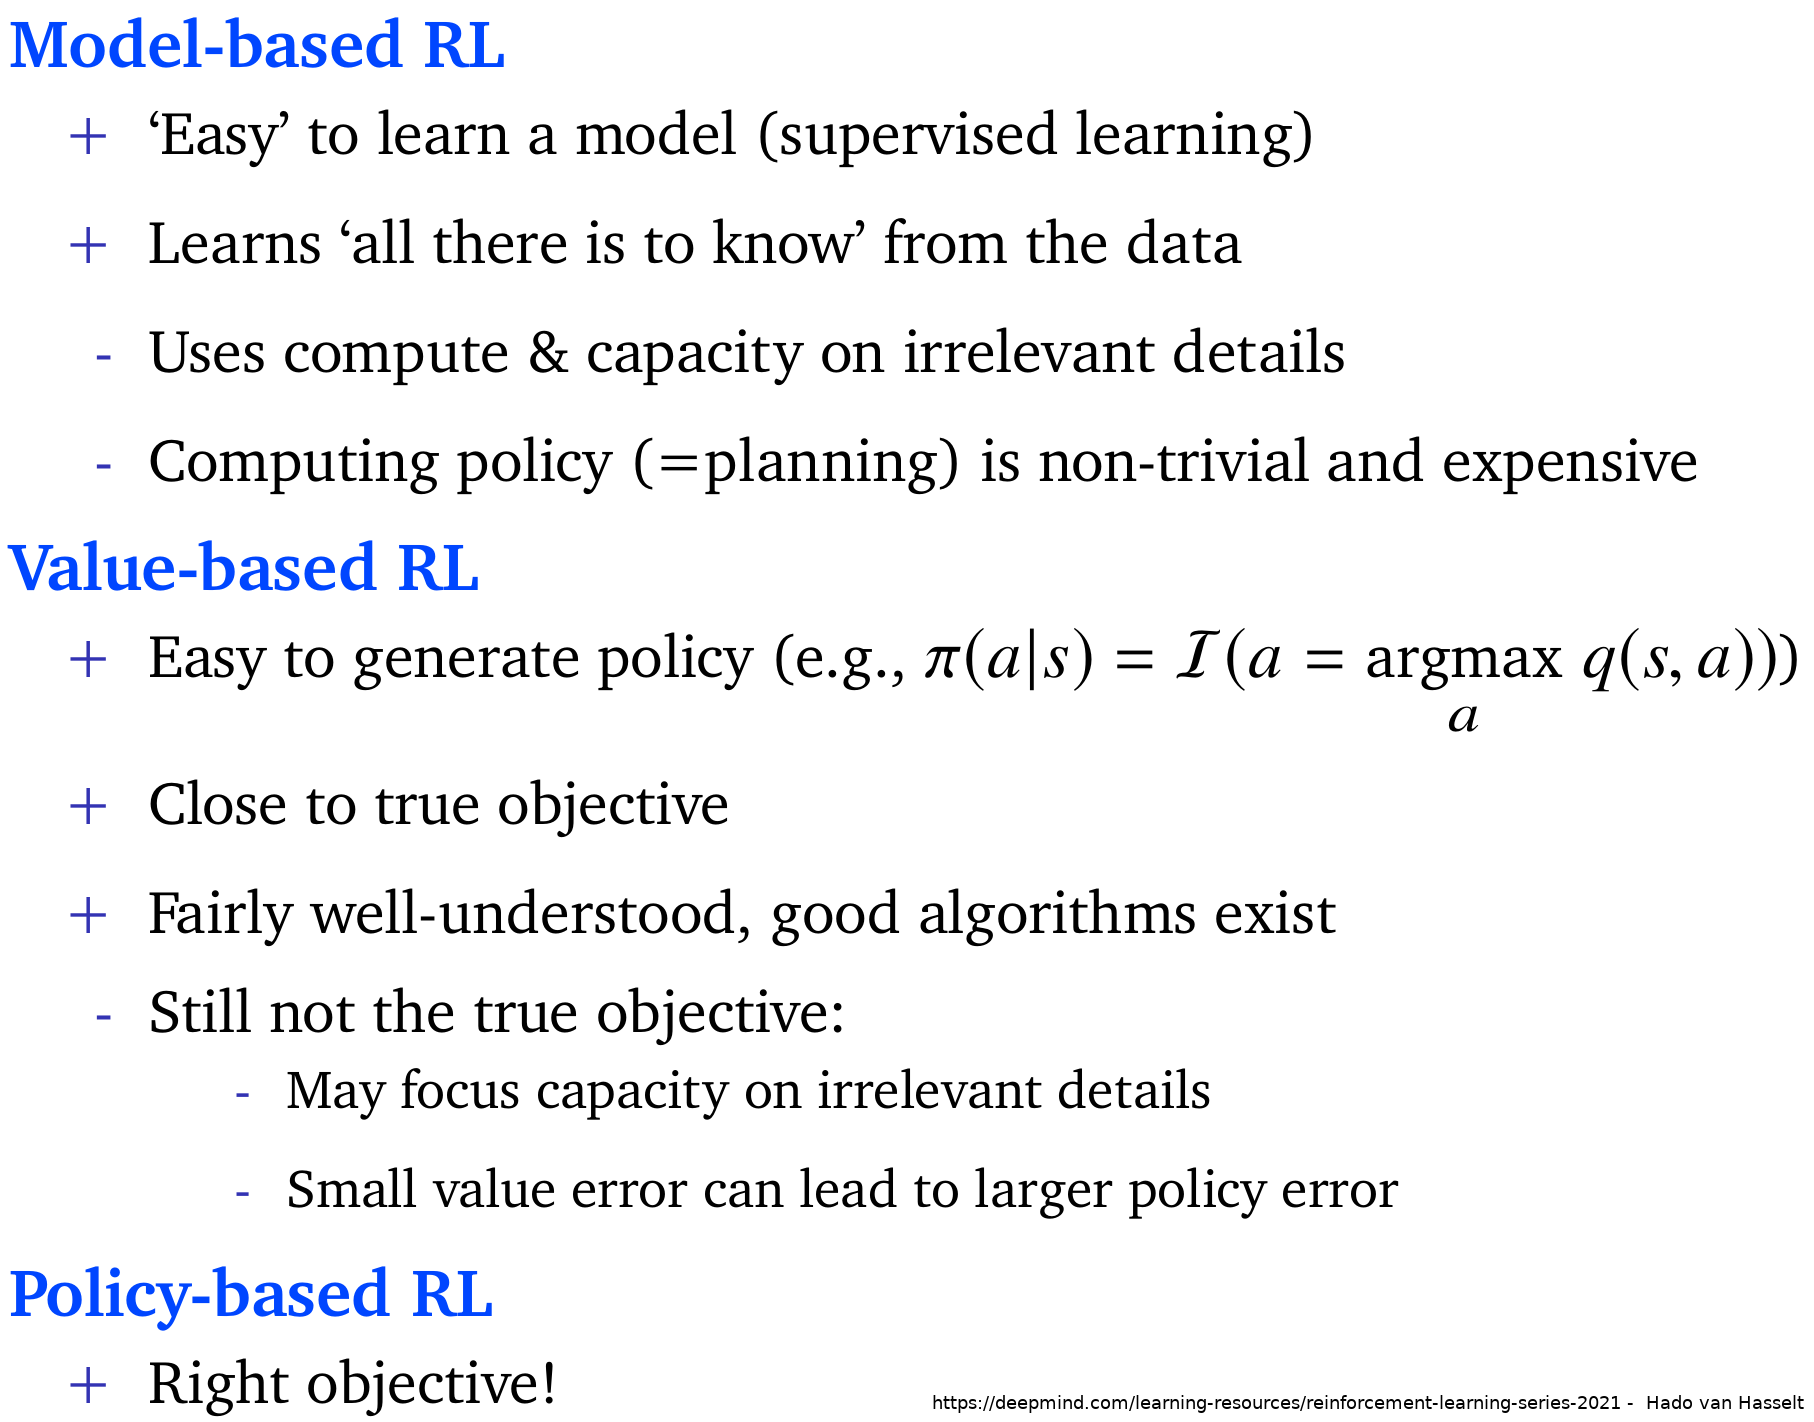 Model-based RL
+ ‘Easy’ to learn a model (supervised learning)
+ Learns ‘all there is to know’ from the data
- Uses compute & capacity on irrelevant details
- Computing policy (=planning) is non-trivial and expensive
Value-based RL
+ Easy to generate policy (e.g., π(a|s) = ℐ(a = argmax q(s, a)))
a
+ Close to true objective
+ Fairly well-understood, good algorithms exist
- Still not the true objective:
- May focus capacity on irrelevant details
- Small value error can lead to larger policy error
Policy-based RL
+ Right objective!
https://deepmind.com/learning-resources/reinforcement-learning-series-2021 - Hado van Hasselt